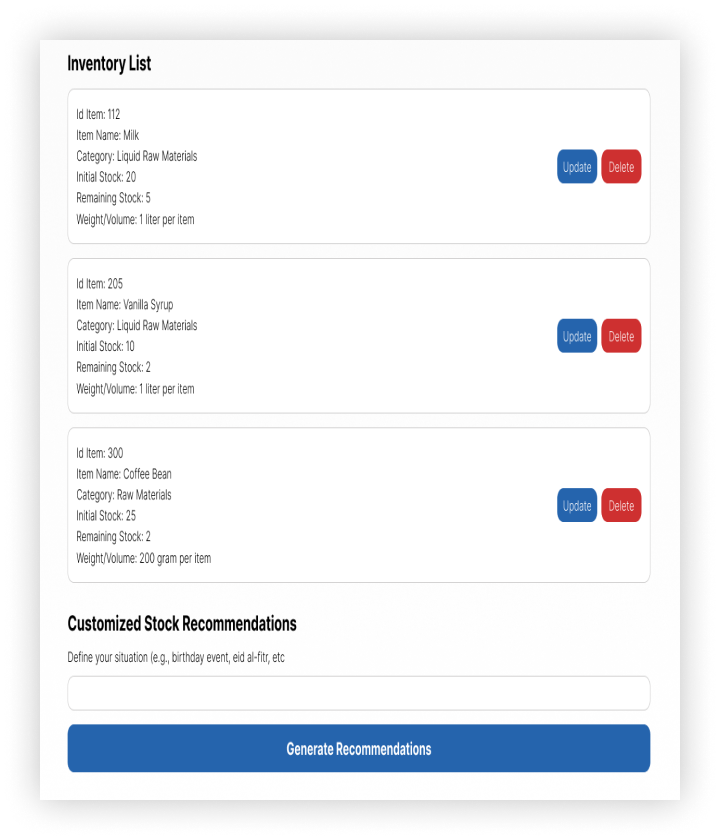 Inventory List
Id Item: 112
Item Name: Milk
Category: Liquid Raw Materials
Initial Stock: 20
Remaining Stock: 5
Weight/Volume: 1 liter per item
Update
Delete
Id Item: 205
Item Name: Vanilla Syrup
Category: Liquid Raw Materials
Initial Stock: 10
Remaining Stock: 2
Weight/Volume: 1 liter per item
Update
Delete
Id Item: 300
Item Name: Coffee Bean
Category: Raw Materials
Initial Stock: 25
Remaining Stock: 2
Weight/Volume: 200 gram per item
Update
Delete
Customized Stock Recommendations
Define your situation (e.g., birthday event, eid al-fitr, etc
Generate Recommendations